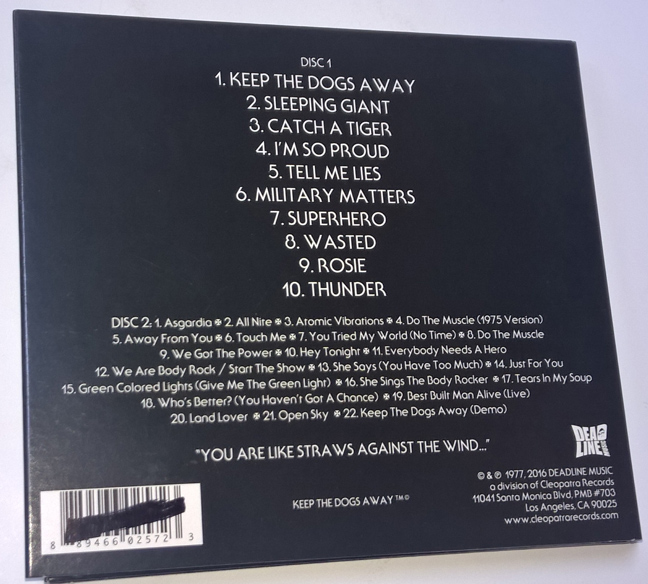 DISC 1
1. KEEP THE DOGS AWAY
2. SLEEPING GIANT
3. CATCH A TIGER
4. I'M SO PROUD
5. TELL ME LIES
6. MILITARY MATTERS
7. SUPERHERO
8. WASTED
9. ROSIE
10. THUNDER
DISC 2: 1. Asgardia ✠ 2. All Nite ✠ 3. Atomic Vibrations ✠ 4. Do The Muscle (1975 Version)
5. Away From You ✠ 6. Touch Me ✠ 7. You Tried My World (No Time) ✠ 8. Do The Muscle
9. We Got The Power ✠ 10. Hey Tonight ✠ 11. Everybody Needs A Hero
12. We Are Body Rock / Start The Show ✠ 13. She Says (You Have Too Much) ✠ 14. Just For You
15. Green Colored Lights (Give Me The Green Light) ✠ 16. She Sings The Body Rocker ✠ 17. Tears In My Soup
18. Who's Better? (You Haven't Got A Chance) ✠ 19. Best Built Man Alive (Live)
20. Land Lover ✠ 21. Open Sky ✠ 22. Keep The Dogs Away (Demo)
"YOU ARE LIKE STRAWS AGAINST THE WIND..."
DEAD
LINE MUSIC
© & ℗ 1977, 2016 DEADLINE MUSIC
a division of Cleopatra Records
11041 Santa Monica Blvd, PMB #703
Los Angeles, CA 90025
www.cleopatrarecords.com
KEEP THE DOGS AWAY ™©
8 89466 02572 3